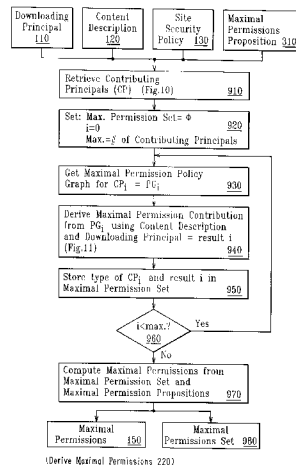 Downloading
Principal
110
Content
Description
120
Site
Security
Policy 130
Maximal
Permissions
Proposition 310
Retrieve Contributing
Principals (CP) (Fig.10) 910
Set: Max. Permission Set= Φ
i=0 920
Max.=# of Contributing Principals
Get Maximal Permission Policy
Graph for CPi = PGi 930
Derive Maximal Permission Contribution
from PGi using Content Description
and Downloading Principal = result i
(Fig.11) 940
Store type of CPi and result i in
Maximal Permission Set 950
i<max.? Yes
960
No
Compute Maximal Permissions from
Maximal Permission Set and
Maximal Permission Propositions 970
Maximal
Permissions 150
Maximal
Permissions Set 980
(Derive Maximal Permissions 220)